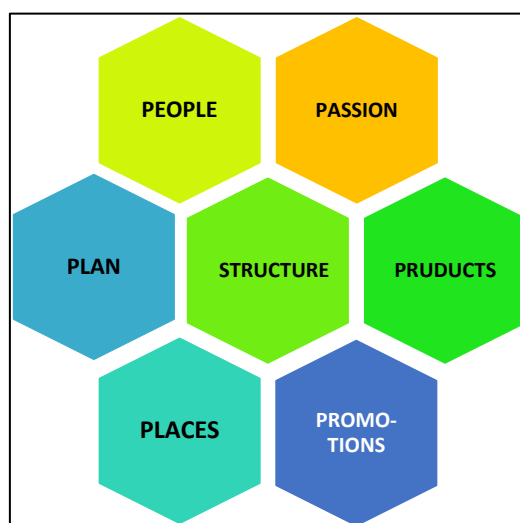 PEOPLE
PASSION
PLAN
STRUCTURE
PRUDUCTS
PLACES
PROMO-
TIONS